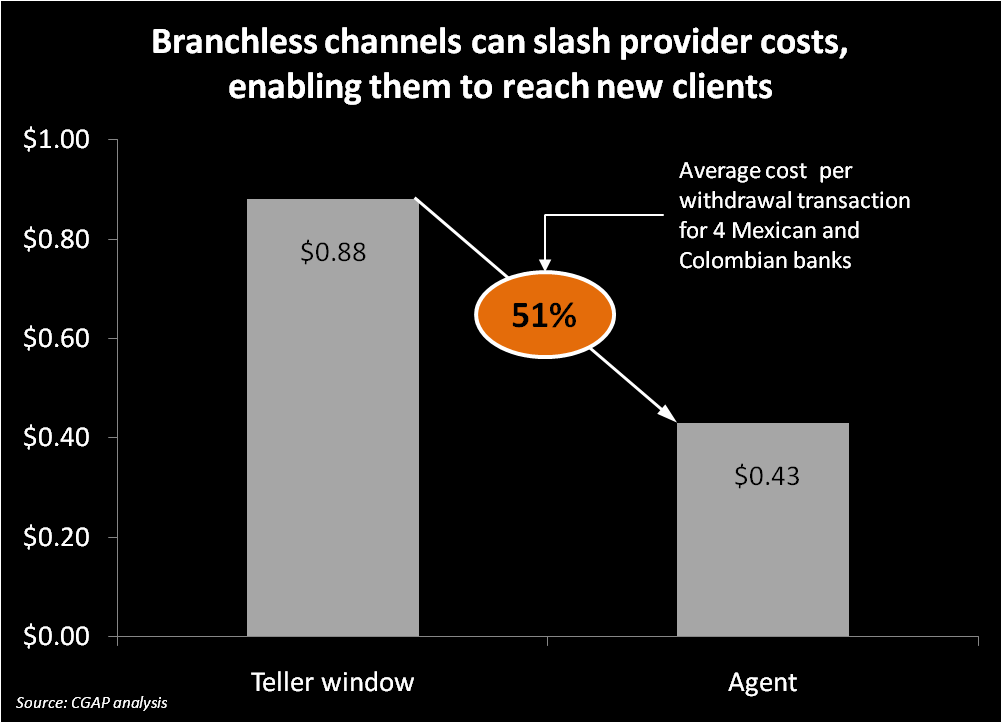 Branchless channels can slash provider costs,
enabling them to reach new clients
$1.00
$0.80
$0.60
$0.40
$0.20
$0.00
$0.88
51%
Average cost per
withdrawal transaction
for 4 Mexican and
Colombian banks
$0.43
Teller window
Agent
Source: CGAP analysis